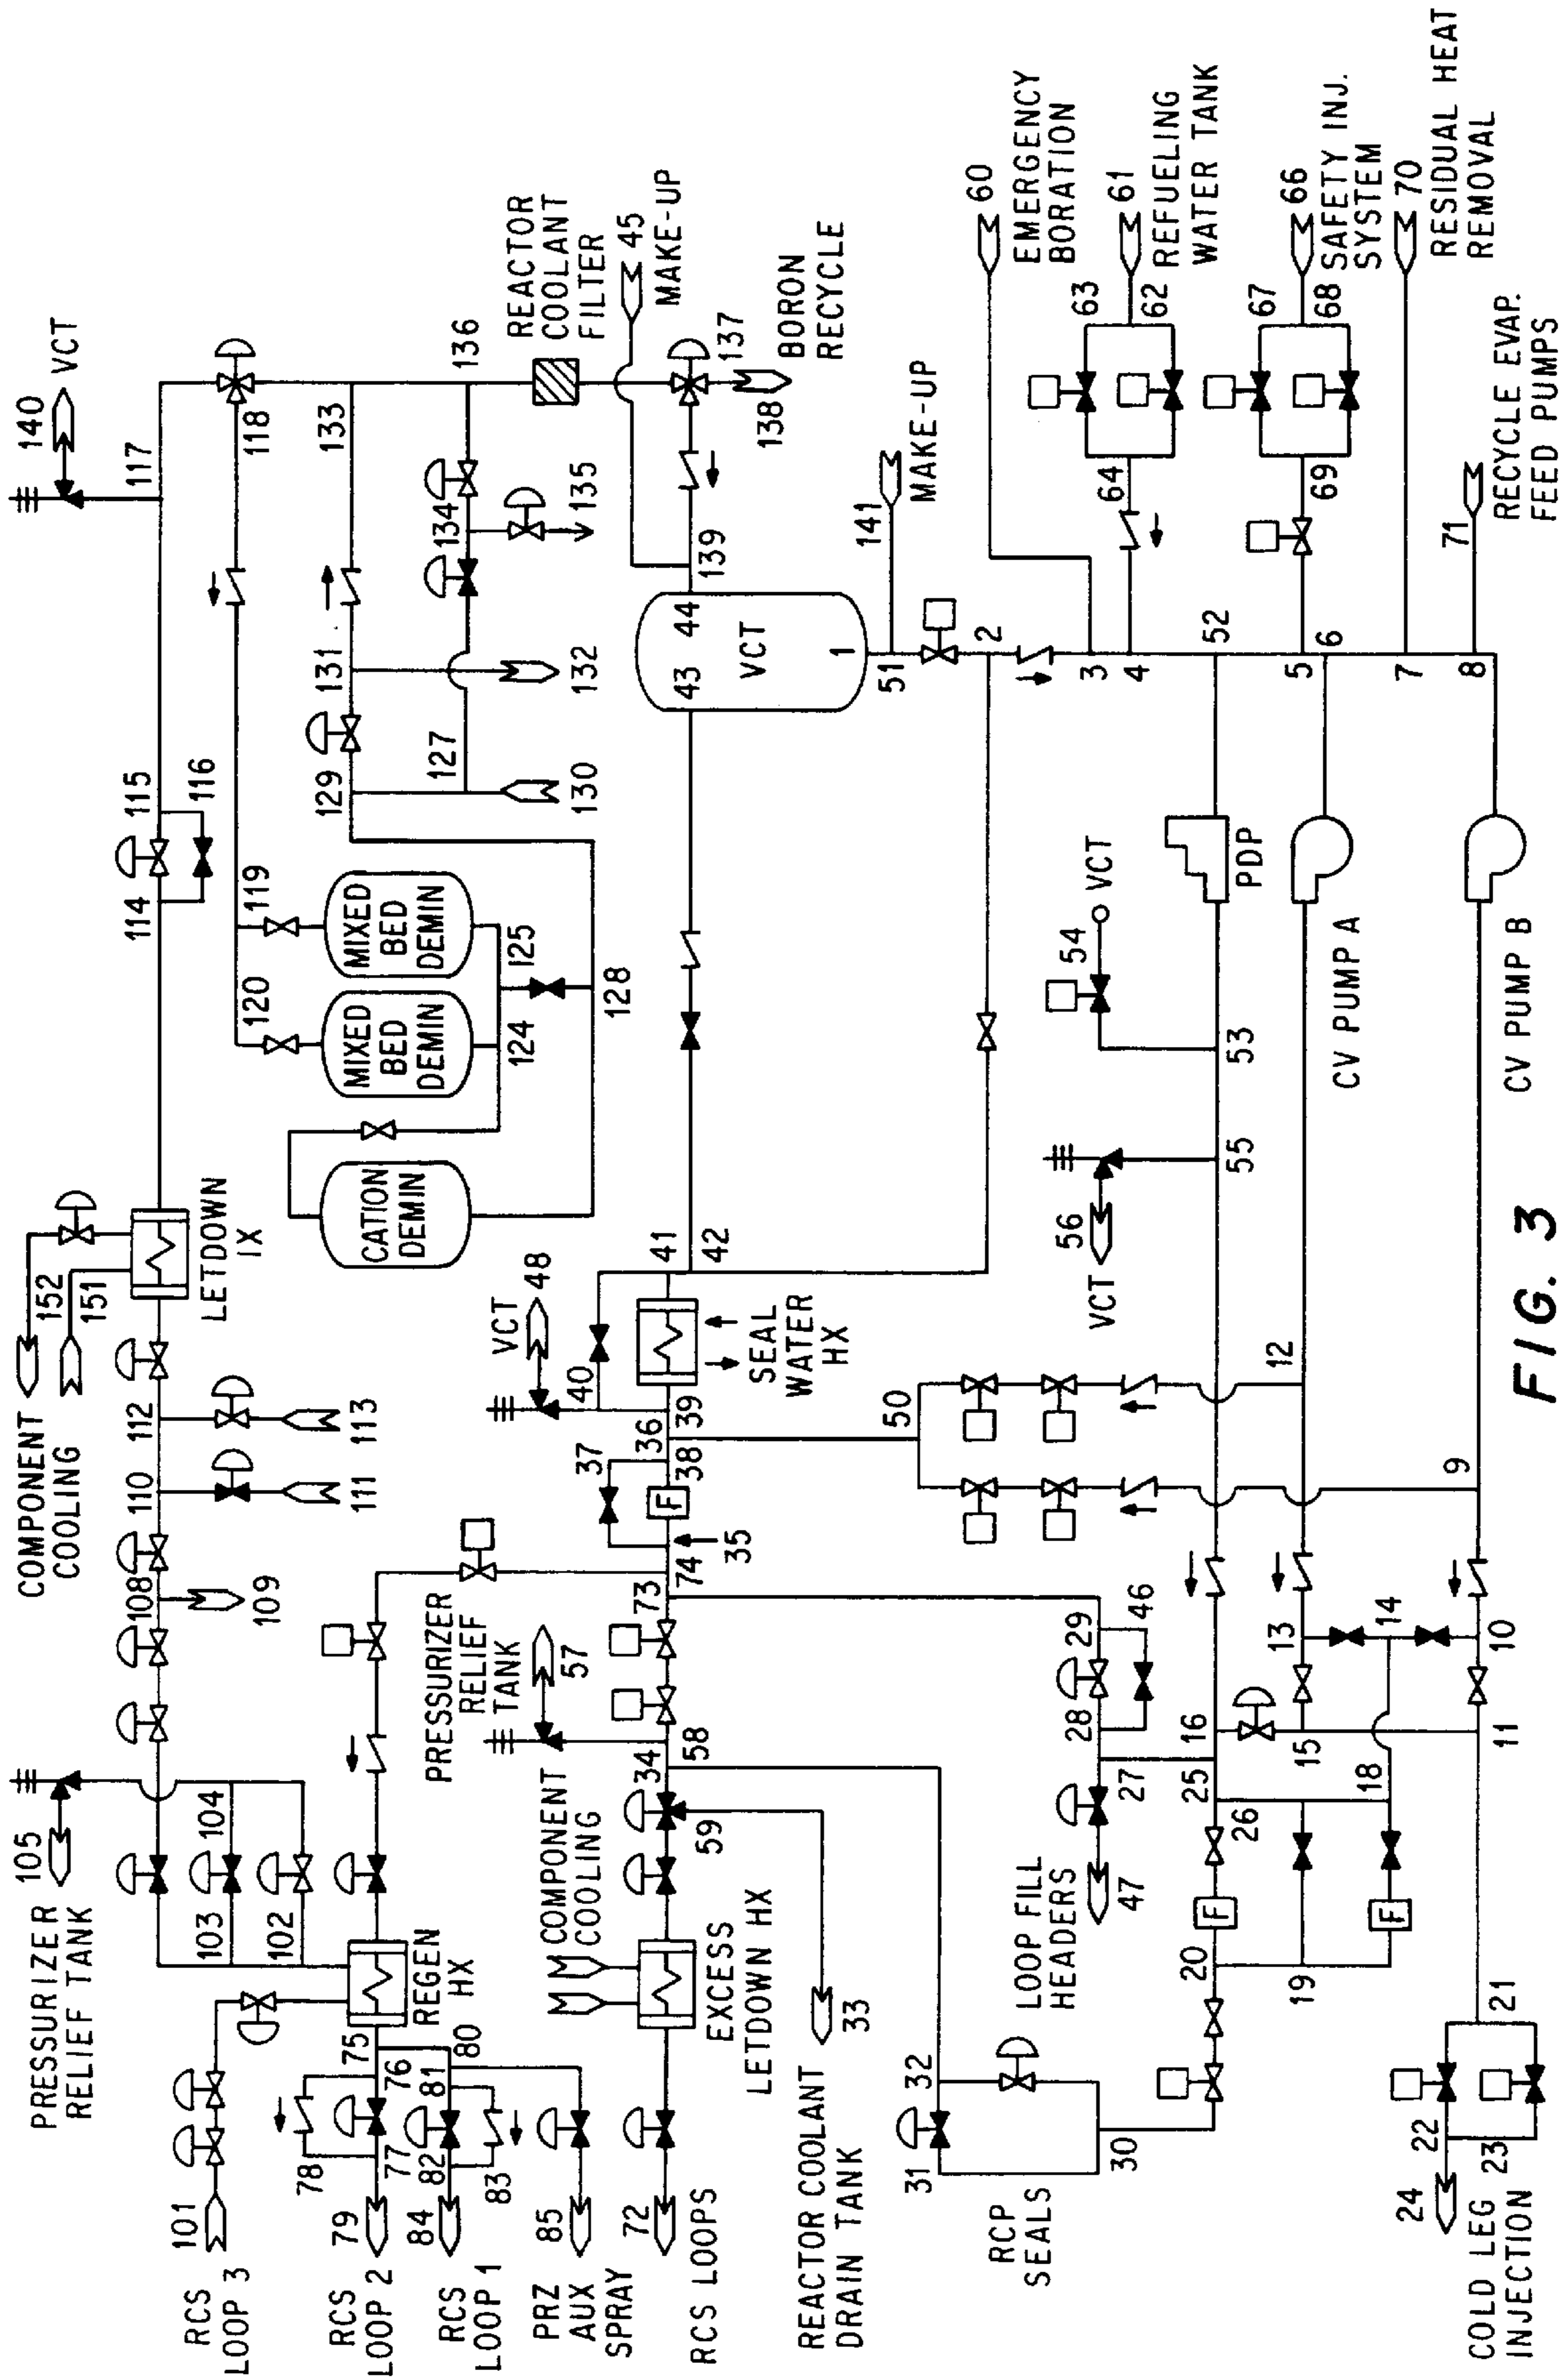 COMPONENT
COOLING
152
151
LETDOWN
IX
PRESSURIZER
RELIEF TANK
105
104
103
102
108
109
110
111
112
113
114
115
116
117
140
VCT
118
119
120
MIXED
BED
DEMIN
MIXED
BED
DEMIN
CATION
DEMIN
124
125
128
129
127
130
131
132
133
134
135
136
REACTOR
COOLANT
FILTER
45
MAKE-UP
137
138
BORON
RECYCLE
139
101
RCS
LOOP 3
REGEN
HX
75
76
77
78
79
RCS
LOOP 2
80
81
82
83
84
RCS
LOOP 1
85
PRZ
AUX
SPRAY
72
RCS LOOPS
EXCESS
LETDOWN HX
COMPONENT
COOLING
PRESSURIZER
RELIEF
TANK
57
58
34
59
33
REACTOR COOLANT
DRAIN TANK
73
74
35
F
37
38
36
39
40
VCT
48
SEAL
WATER
HX
41
42
43
44
VCT
1
51
141
MAKE-UP
2
3
4
52
5
6
7
8
60
EMERGENCY
BORATION
61
REFUELING
WATER TANK
62
63
64
66
SAFETY INJ.
SYSTEM
67
68
69
70
RESIDUAL HEAT
REMOVAL
71
RECYCLE EVAP.
FEED PUMPS
PDP
CV PUMP A
CV PUMP B
VCT
54
53
55
56
VCT
50
12
9
29
46
28
27
47
LOOP FILL
HEADERS
25
16
26
13
14
10
15
11
18
F
F
20
19
21
22
23
24
COLD LEG
INJECTION
30
31
32
RCP
SEALS
FIG. 3